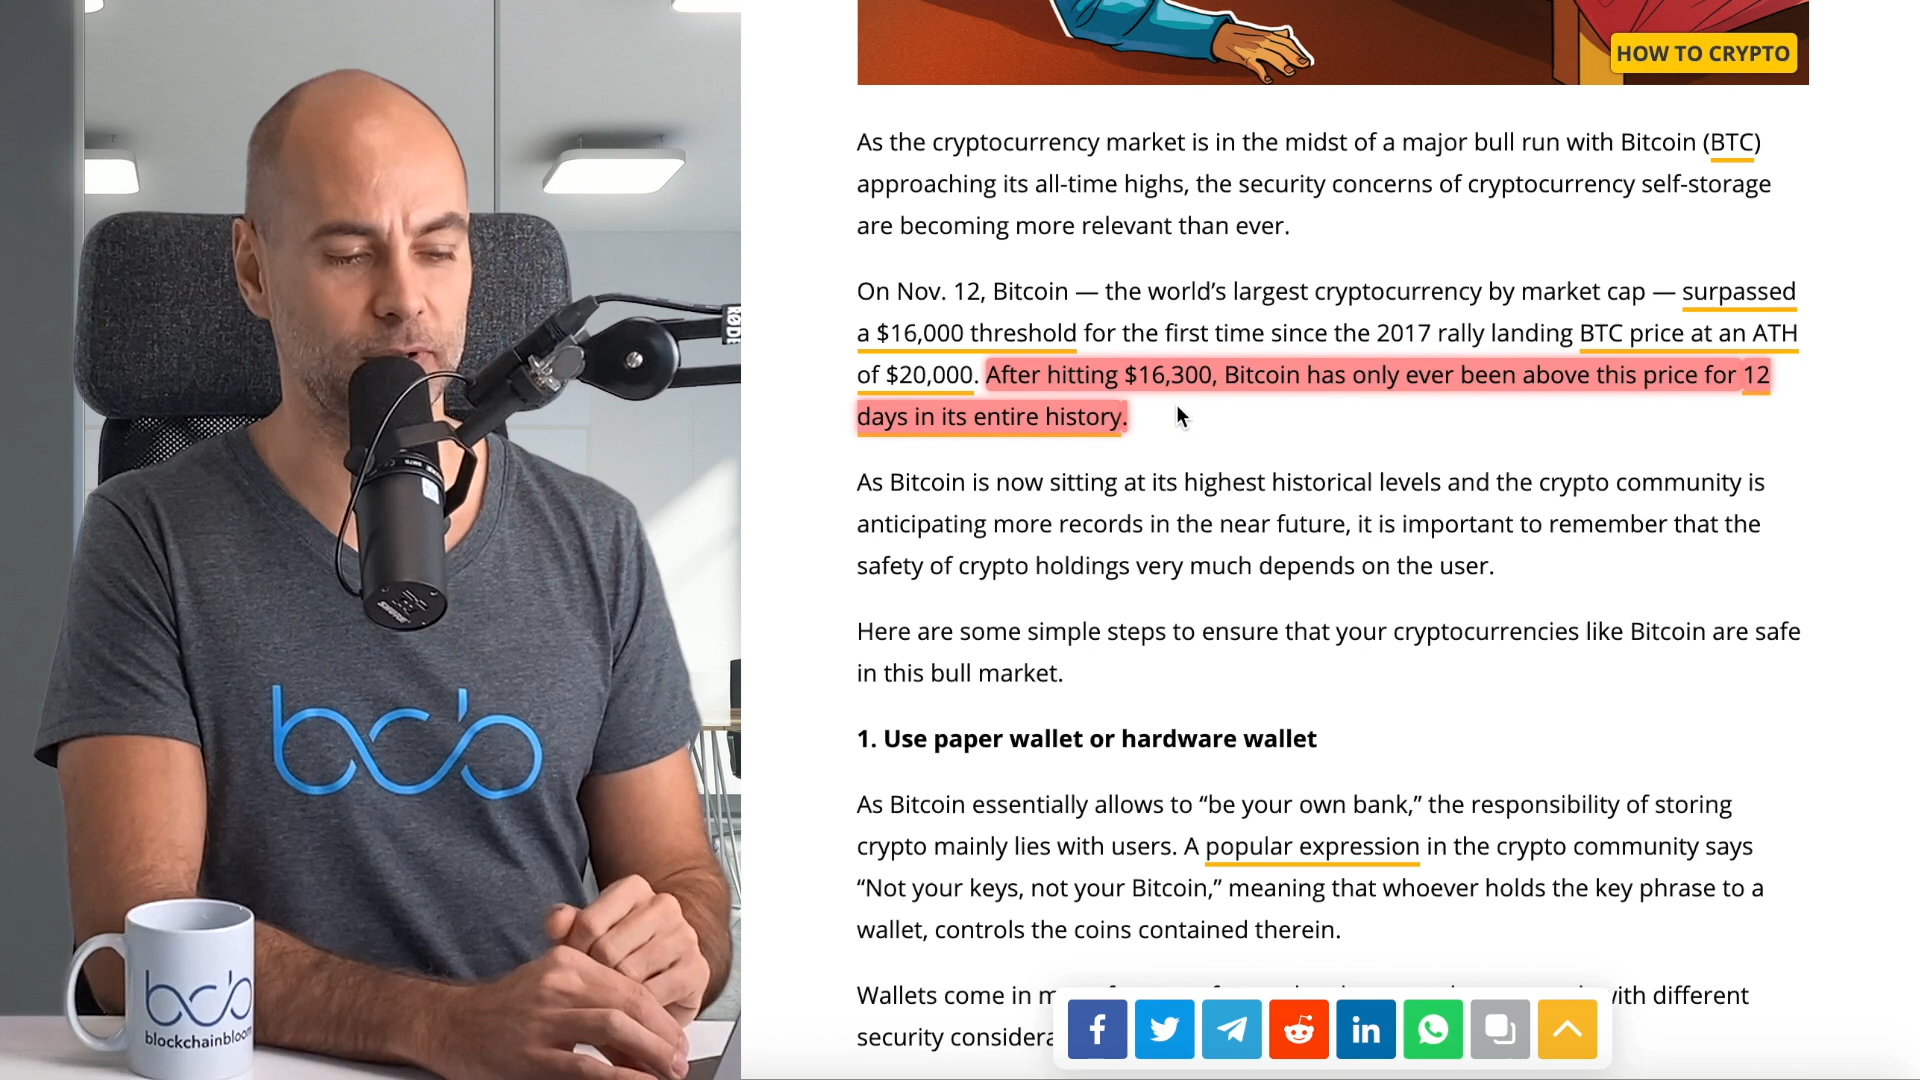 HOW TO CRYPTO
As the cryptocurrency market is in the midst of a major bull run with Bitcoin (BTC)
approaching its all-time highs, the security concerns of cryptocurrency self-storage
are becoming more relevant than ever.
On Nov. 12, Bitcoin — the world’s largest cryptocurrency by market cap — surpassed
a $16,000 threshold for the first time since the 2017 rally landing BTC price at an ATH
of $20,000. After hitting $16,300, Bitcoin has only ever been above this price for 12
days in its entire history.
As Bitcoin is now sitting at its highest historical levels and the crypto community is
anticipating more records in the near future, it is important to remember that the
safety of crypto holdings very much depends on the user.
Here are some simple steps to ensure that your cryptocurrencies like Bitcoin are safe
in this bull market.
1. Use paper wallet or hardware wallet
As Bitcoin essentially allows to “be your own bank,” the responsibility of storing
crypto mainly lies with users. A popular expression in the crypto community says
“Not your keys, not your Bitcoin,” meaning that whoever holds the key phrase to a
wallet, controls the coins contained therein.
Wallets come in with different
security
RØDE
SHURE
bcb
bcb
blockchainbloom